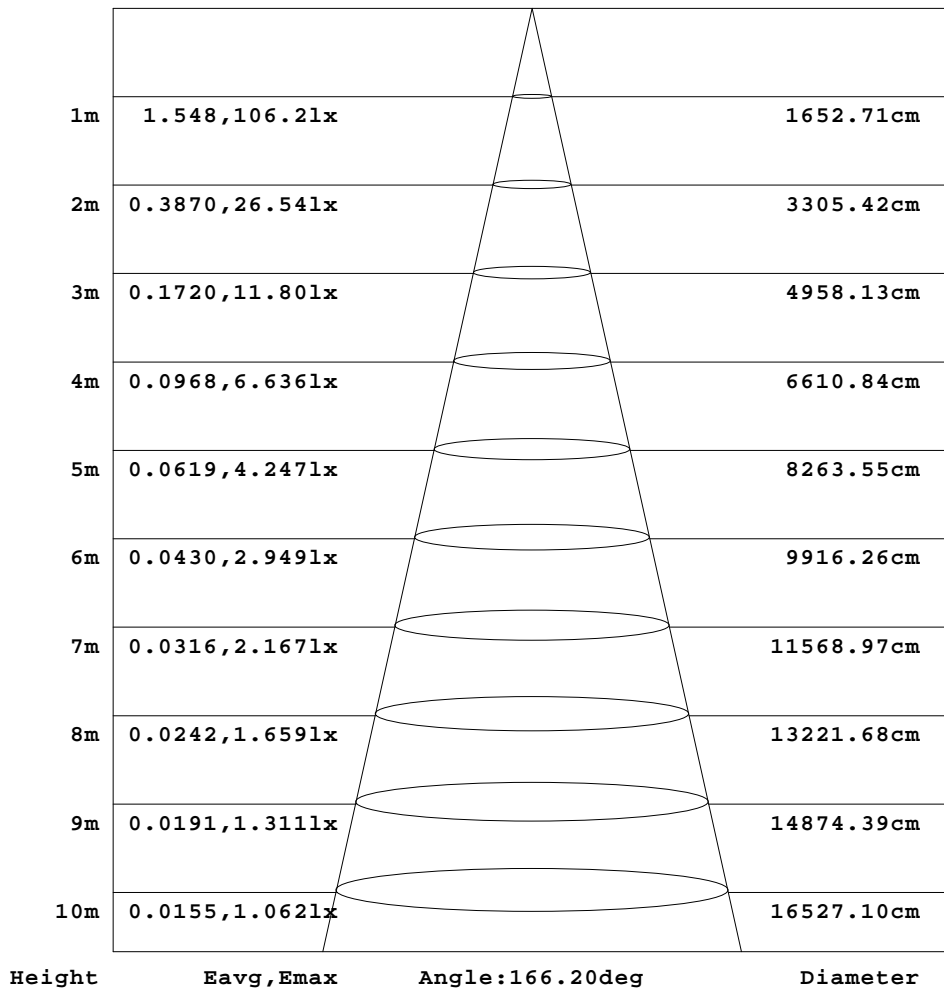 1m 1.548,106.2lx 1652.71cm
2m 0.3870,26.54lx 3305.42cm
3m 0.1720,11.80lx 4958.13cm
4m 0.0968,6.636lx 6610.84cm
5m 0.0619,4.247lx 8263.55cm
6m 0.0430,2.949lx 9916.26cm
7m 0.0316,2.167lx 11568.97cm
8m 0.0242,1.659lx 13221.68cm
9m 0.0191,1.311lx 14874.39cm
10m 0.0155,1.062lx 16527.10cm
Height Eavg,Emax Angle:166.20deg Diameter